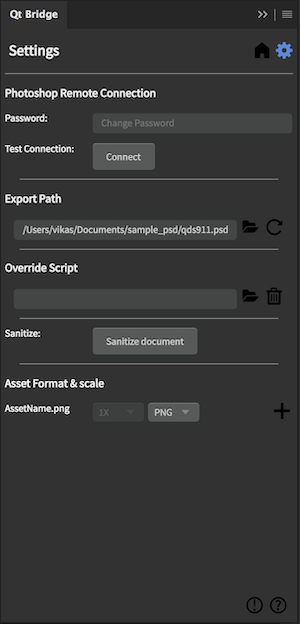 Qt Bridge
Settings
Photoshop Remote Connection
Password:
Change Password
Test Connection:
Connect
Export Path
/Users/vikas/Documents/sample_psd/qds911.psd
Override Script
Sanitize:
Sanitize document
Asset Format & scale
AssetName.png
1X
PNG